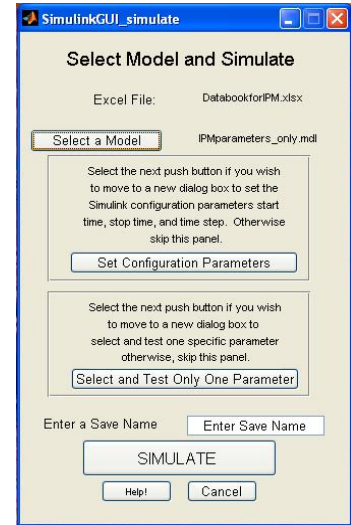 SimulinkGUI_simulate
Select Model and Simulate
Excel File: DatabookforIPM.xlsx
Select a Model IPMparameters_only.mdl
Select the next push button if you wish
to move to a new dialog box to set the
Simulink configuration parameters start
time, stop time, and time step. Otherwise
skip this panel.
Set Configuration Parameters
Select the next push button if you wish
to move to a new dialog box to
select and test one specific parameter
otherwise, skip this panel.
Select and Test Only One Parameter
Enter a Save Name Enter Save Name
SIMULATE
Help! Cancel